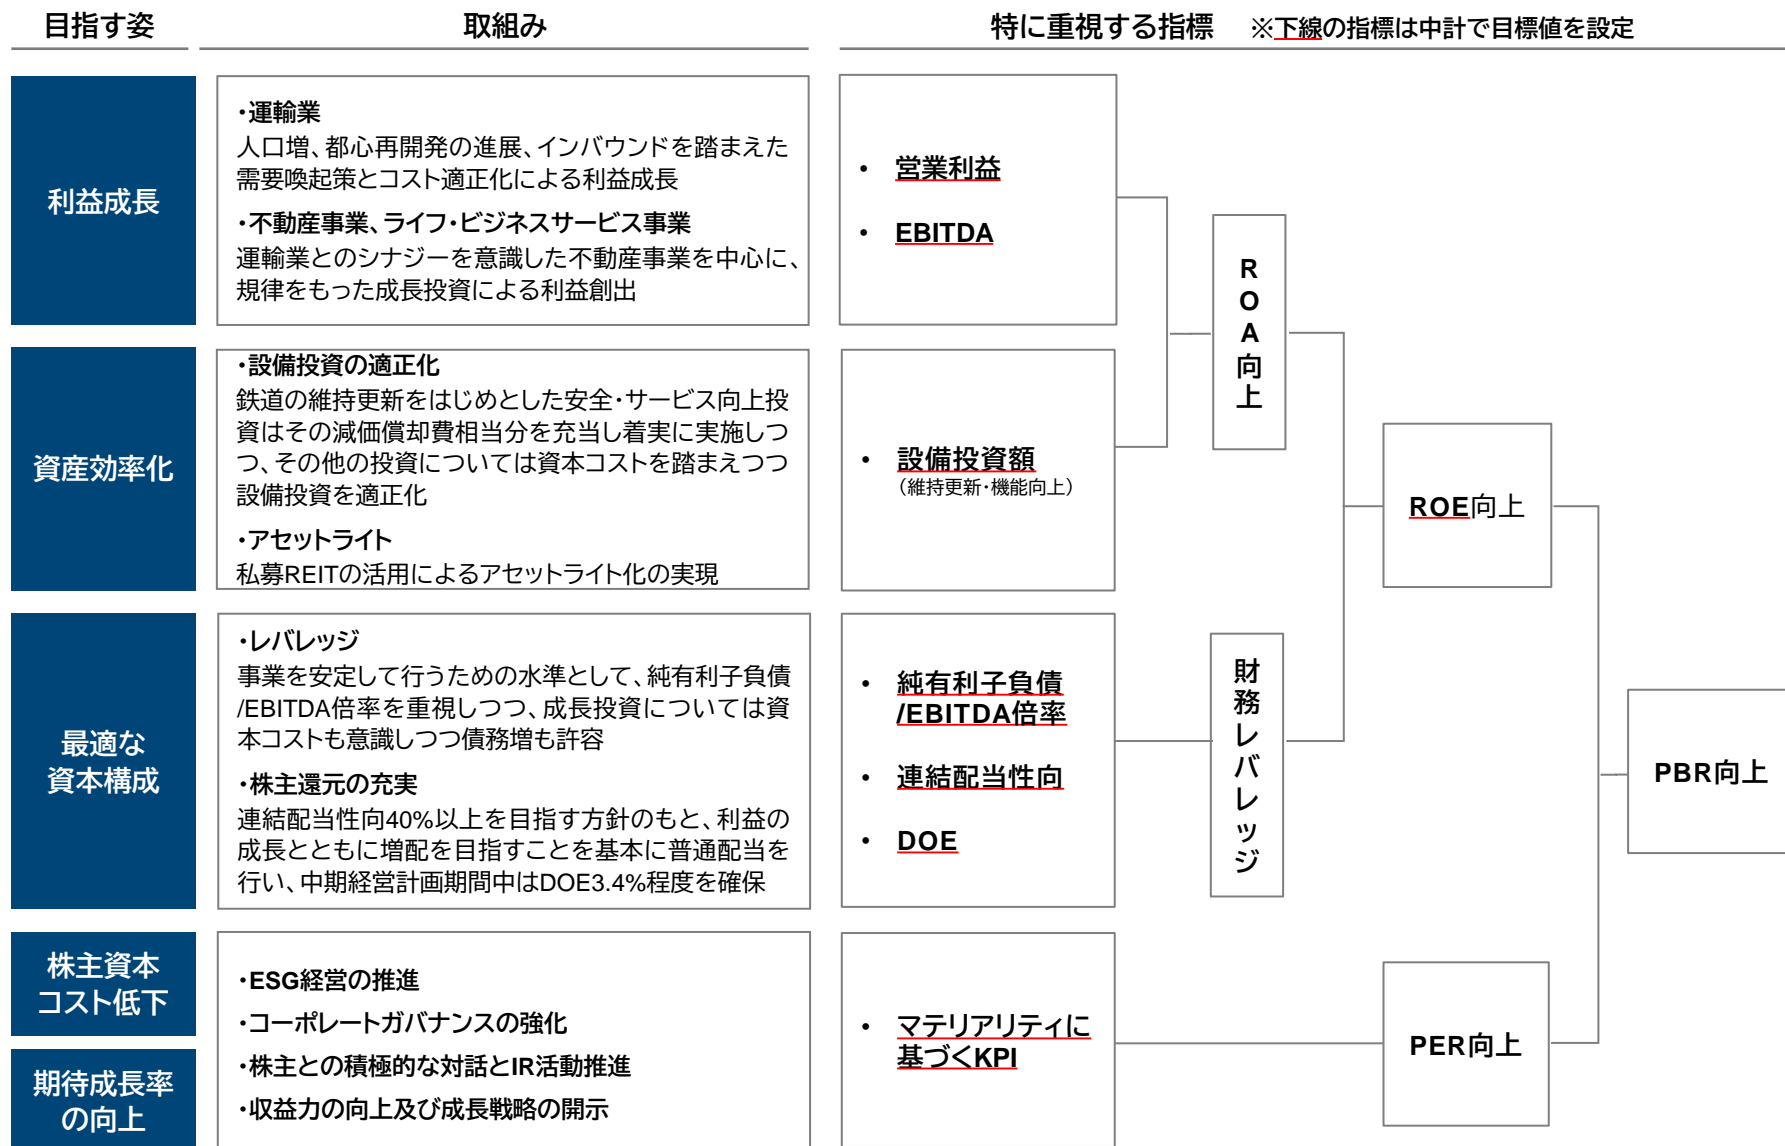 目指す姿
取組み
特に重視する指標 ※下線の指標は中計で目標値を設定
利益成長
・運輸業
人口増、都心再開発の進展、インバウンドを踏まえた
需要喚起策とコスト適正化による利益成長
・不動産事業、ライフ・ビジネスサービス事業
運輸業とのシナジーを意識した不動産事業を中心に、
規律をもった成長投資による利益創出
・営業利益
・EBITDA
ROA向上
資産効率化
・設備投資の適正化
鉄道の維持更新をはじめとした安全・サービス向上投
資はその減価償却費相当分を充当し着実に実施しつ
つ、その他の投資については資本コストを踏まえつつ
設備投資を適正化
・アセットライト
私募REITの活用によるアセットライト化の実現
・設備投資額
（維持更新・機能向上）
ROE向上
最適な
資本構成
・レバレッジ
事業を安定して行うための水準として、純有利子負債
/EBITDA倍率を重視しつつ、成長投資については資
本コストも意識しつつ債務増も許容
・株主還元の充実
連結配当性向40%以上を目指す方針のもと、利益の
成長とともに増配を目指すことを基本に普通配当を
行い、中期経営計画期間中はDOE3.4%程度を確保
・純有利子負債
/EBITDA倍率
・連結配当性向
・DOE
財務レバレッジ
PBR向上
株主資本
コスト低下
期待成長率
の向上
・ESG経営の推進
・コーポレートガバナンスの強化
・株主との積極的な対話とIR活動推進
・収益力の向上及び成長戦略の開示
・マテリアリティに
基づくKPI
PER向上